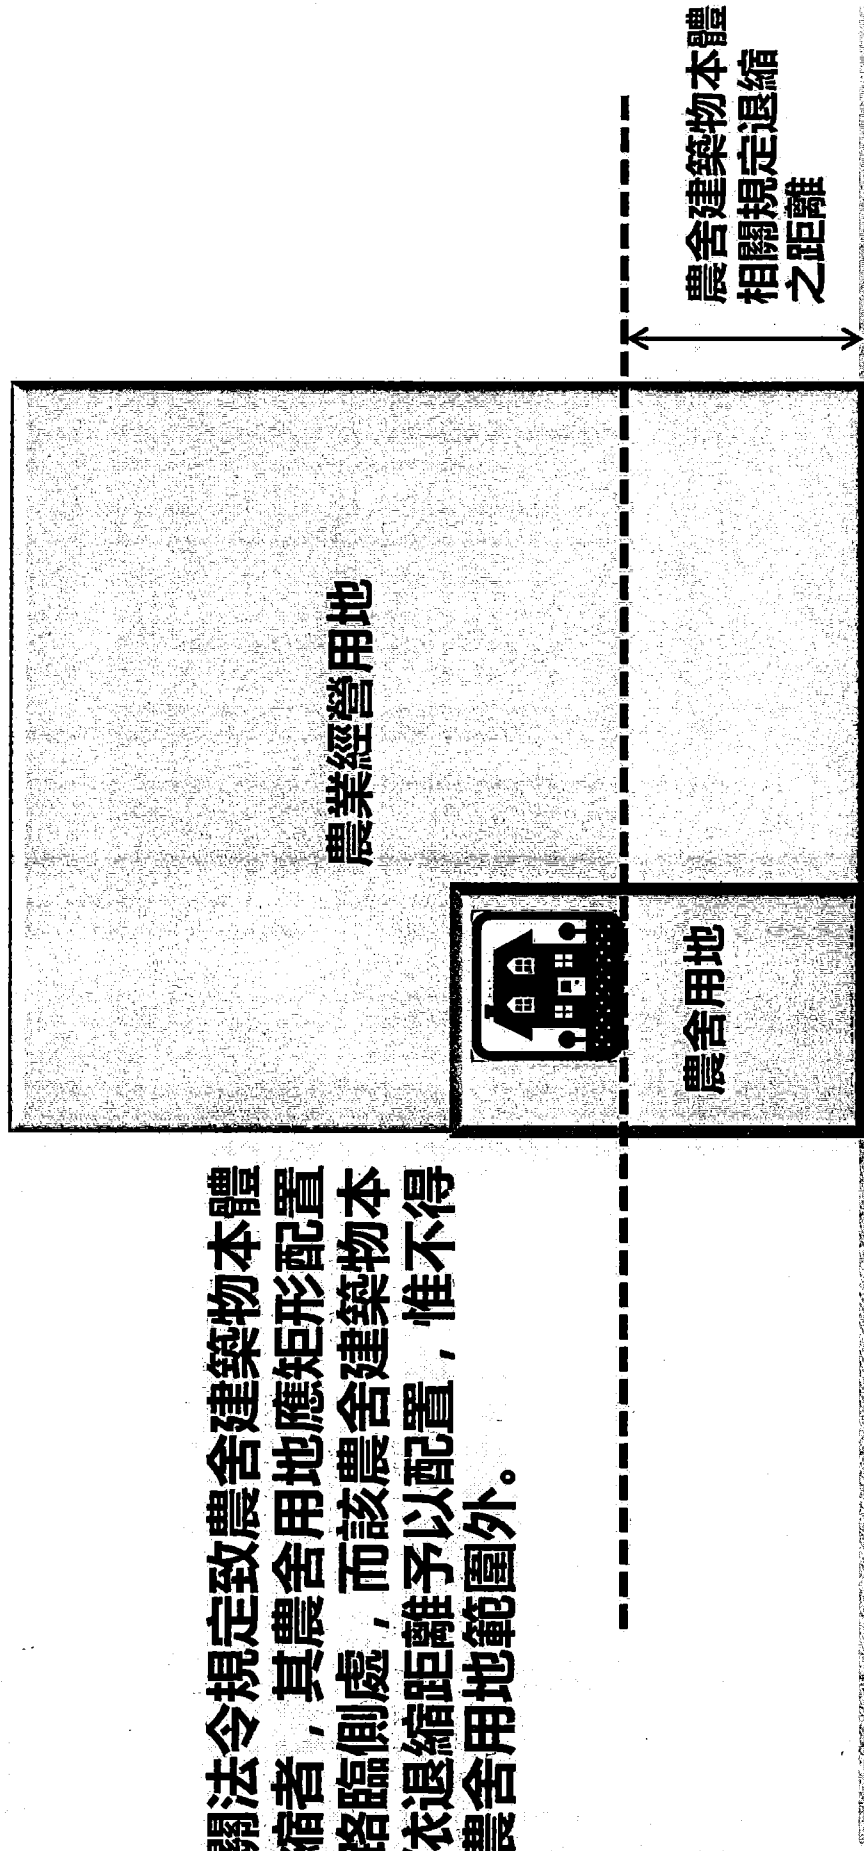 關法令規定致農舍建築物本體
縮者，其農舍用地應矩形配置
路臨側處，而該農舍建築物本
依退縮距離予以配置，惟不得
農舍用地範圍外。
農業經營用地
農舍用地
農舍建築物本體
相關規定退縮
之距離